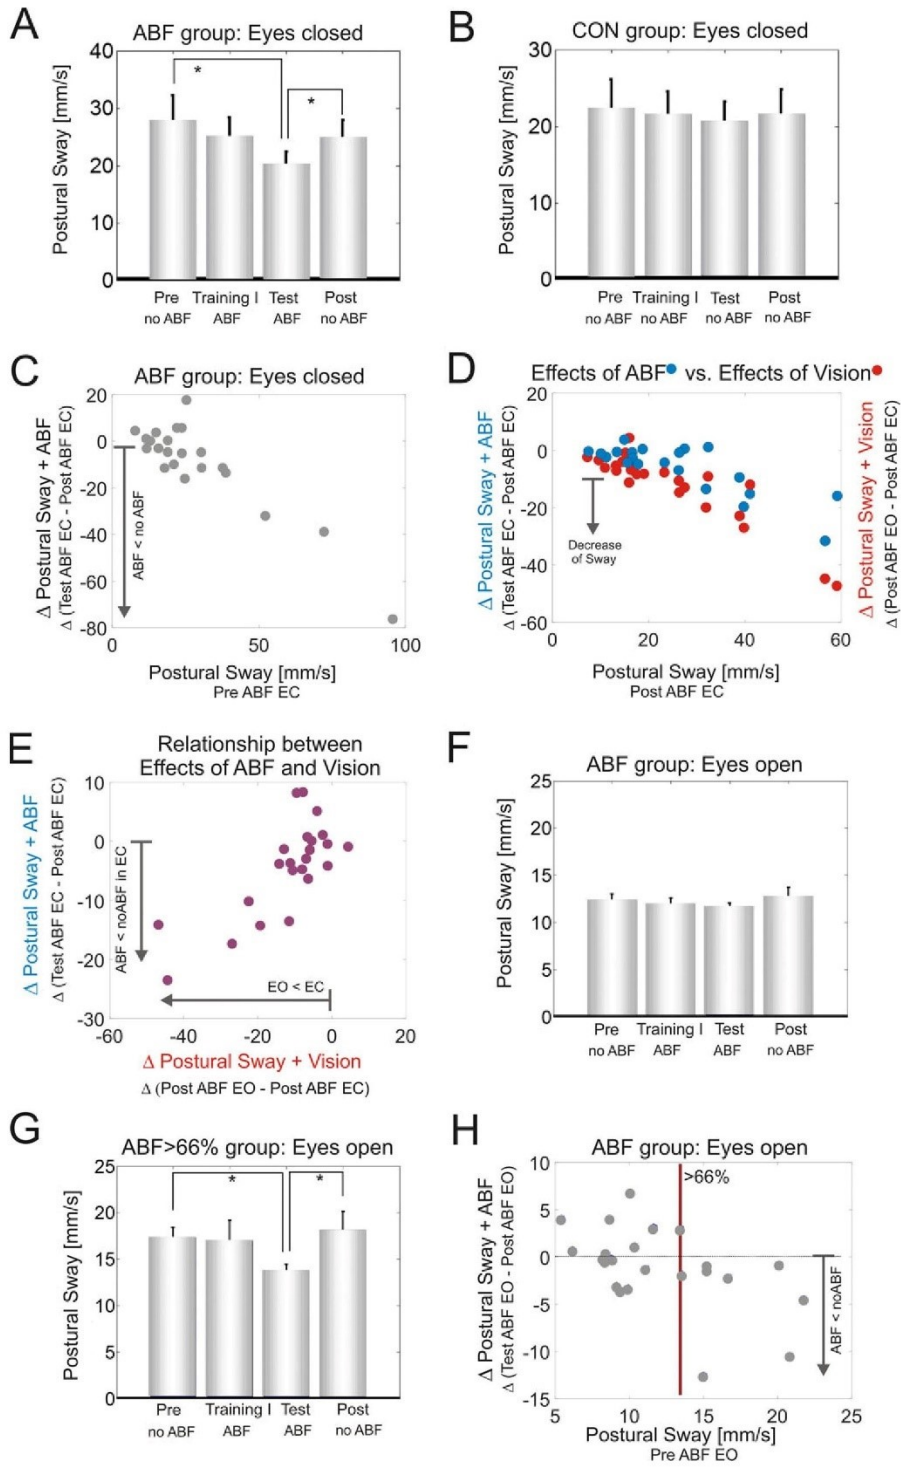 A
ABF group: Eyes closed
Postural Sway [mm/s]
40
30
20
10
0
*
*
Pre Training I Test Post
no ABF ABF ABF no ABF
B
CON group: Eyes closed
Postural Sway [mm/s]
30
20
10
0
Pre Training I Test Post
no ABF no ABF no ABF no ABF
C
ABF group: Eyes closed
Δ Postural Sway + ABF
Δ (Test ABF EC - Post ABF EC)
20
0
-20
-40
-60
-80
ABF < no ABF
0 50 100
Postural Sway [mm/s]
Pre ABF EC
D
Effects of ABF vs. Effects of Vision
Δ Postural Sway + ABF
Δ (Test ABF EC - Post ABF EC)
20
0
-20
-40
-60
Decrease
of Sway
Δ Postural Sway + Vision
Δ (Post ABF EO - Post ABF EC)
0 20 40 60
Postural Sway [mm/s]
Post ABF EC
E
Relationship between
Effects of ABF and Vision
Δ Postural Sway + ABF
Δ (Test ABF EC - Post ABF EC)
10
0
-10
-20
-30
ABF < noABF in EC
EO < EC
-60 -40 -20 0 20
Δ Postural Sway + Vision
Δ (Post ABF EO - Post ABF EC)
F
ABF group: Eyes open
Postural Sway [mm/s]
25
20
15
10
5
0
Pre Training I Test Post
no ABF ABF ABF no ABF
G
ABF>66% group: Eyes open
Postural Sway [mm/s]
25
20
15
10
5
0
*
*
Pre Training I Test Post
no ABF ABF ABF no ABF
H
ABF group: Eyes open
Δ Postural Sway + ABF
Δ (Test ABF EO - Post ABF EO)
10
5
0
-5
-10
-15
>66%
ABF < noABF
5 10 15 20 25
Postural Sway [mm/s]
Pre ABF EO